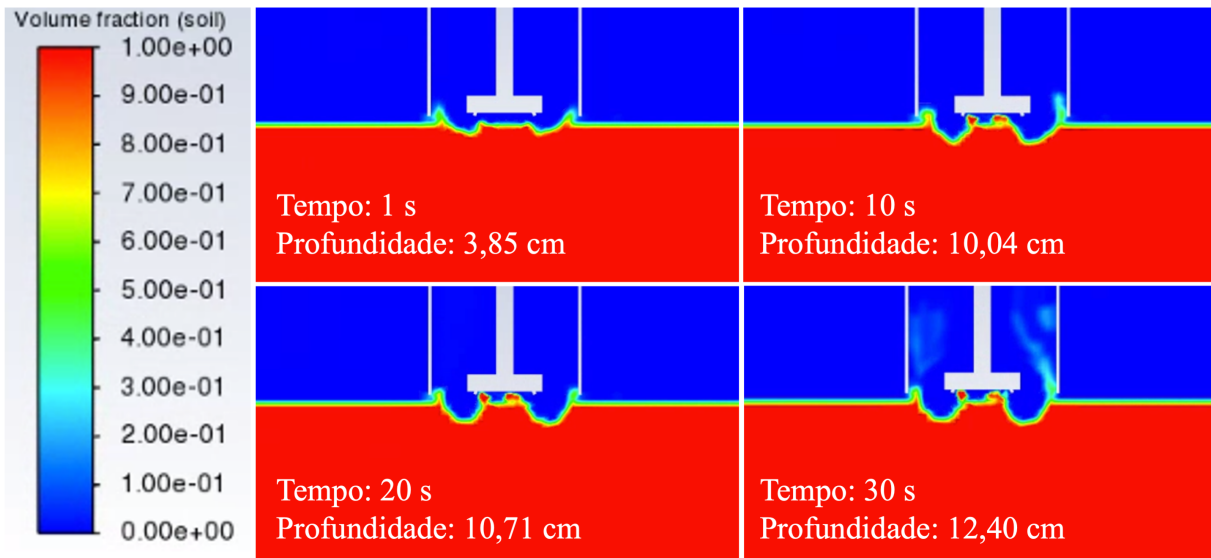 Volume fraction (soil)
1.00e+00
9.00e-01
8.00e-01
7.00e-01
6.00e-01
5.00e-01
4.00e-01
3.00e-01
2.00e-01
1.00e-01
0.00e+00
Tempo: 1 s
Profundidade: 3,85 cm
Tempo: 10 s
Profundidade: 10,04 cm
Tempo: 20 s
Profundidade: 10,71 cm
Tempo: 30 s
Profundidade: 12,40 cm